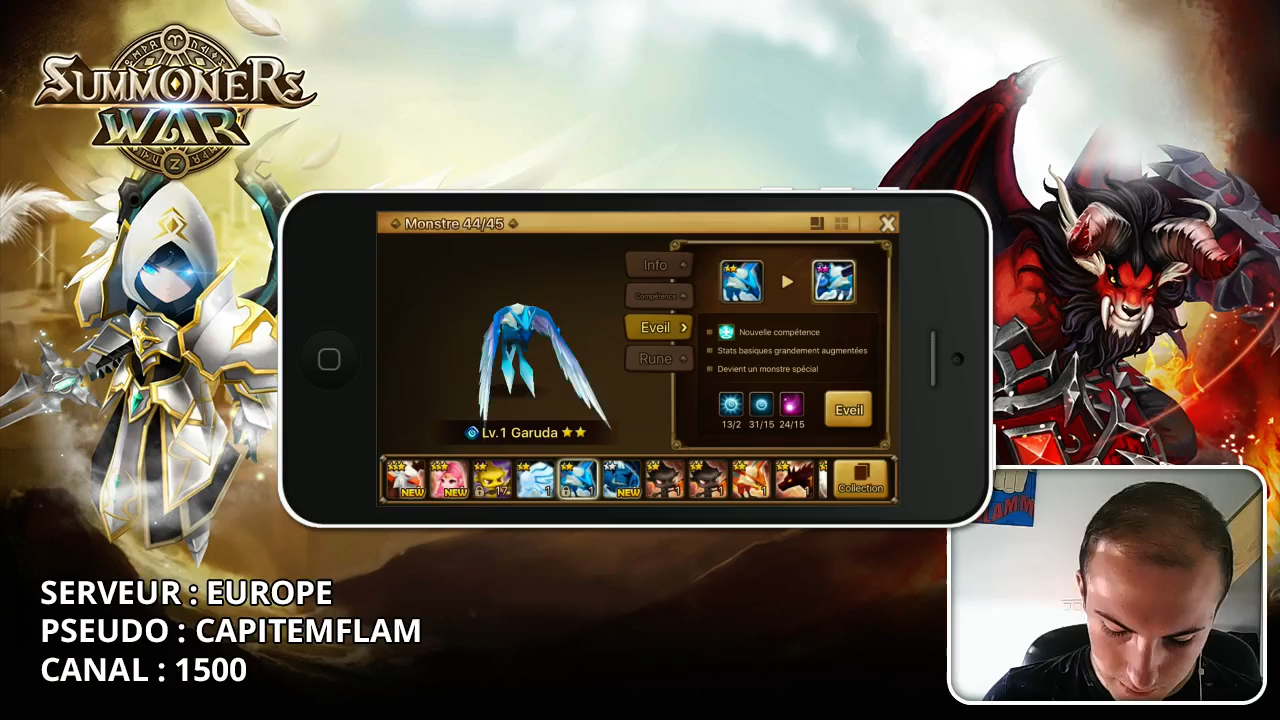 SUMMONERS
WAR
Monstre 44/45
Info
Compétence
Eveil
Rune
Nouvelle compétence
Stats basiques grandement augmentées
Devient un monstre spécial
13/2 31/15 24/15
Eveil
Lv.1 Garuda
NEW NEW 17 1 1 NEW 1 1 1 1
Collection
SERVEUR : EUROPE
PSEUDO : CAPITEMFLAM
CANAL : 1500